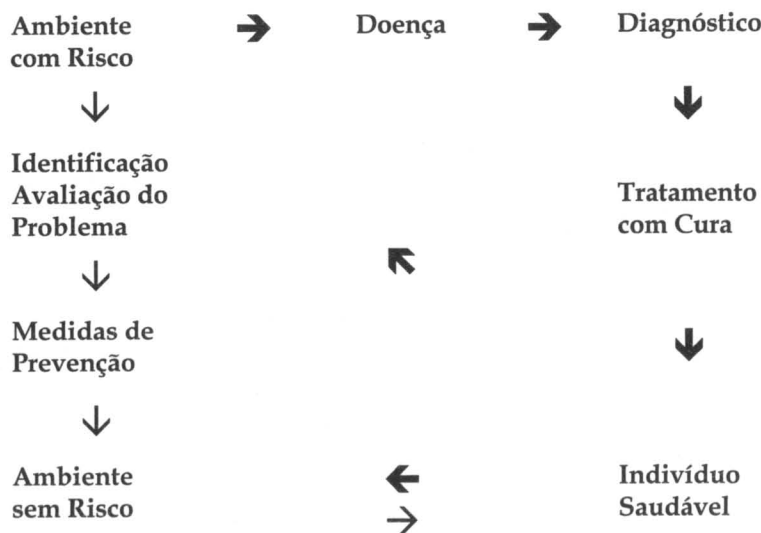 Ambiente
com Risco
Doença
Diagnóstico
Identificação
Avaliação do
Problema
Tratamento
com Cura
Medidas de
Prevenção
Ambiente
sem Risco
Indivíduo
Saudável